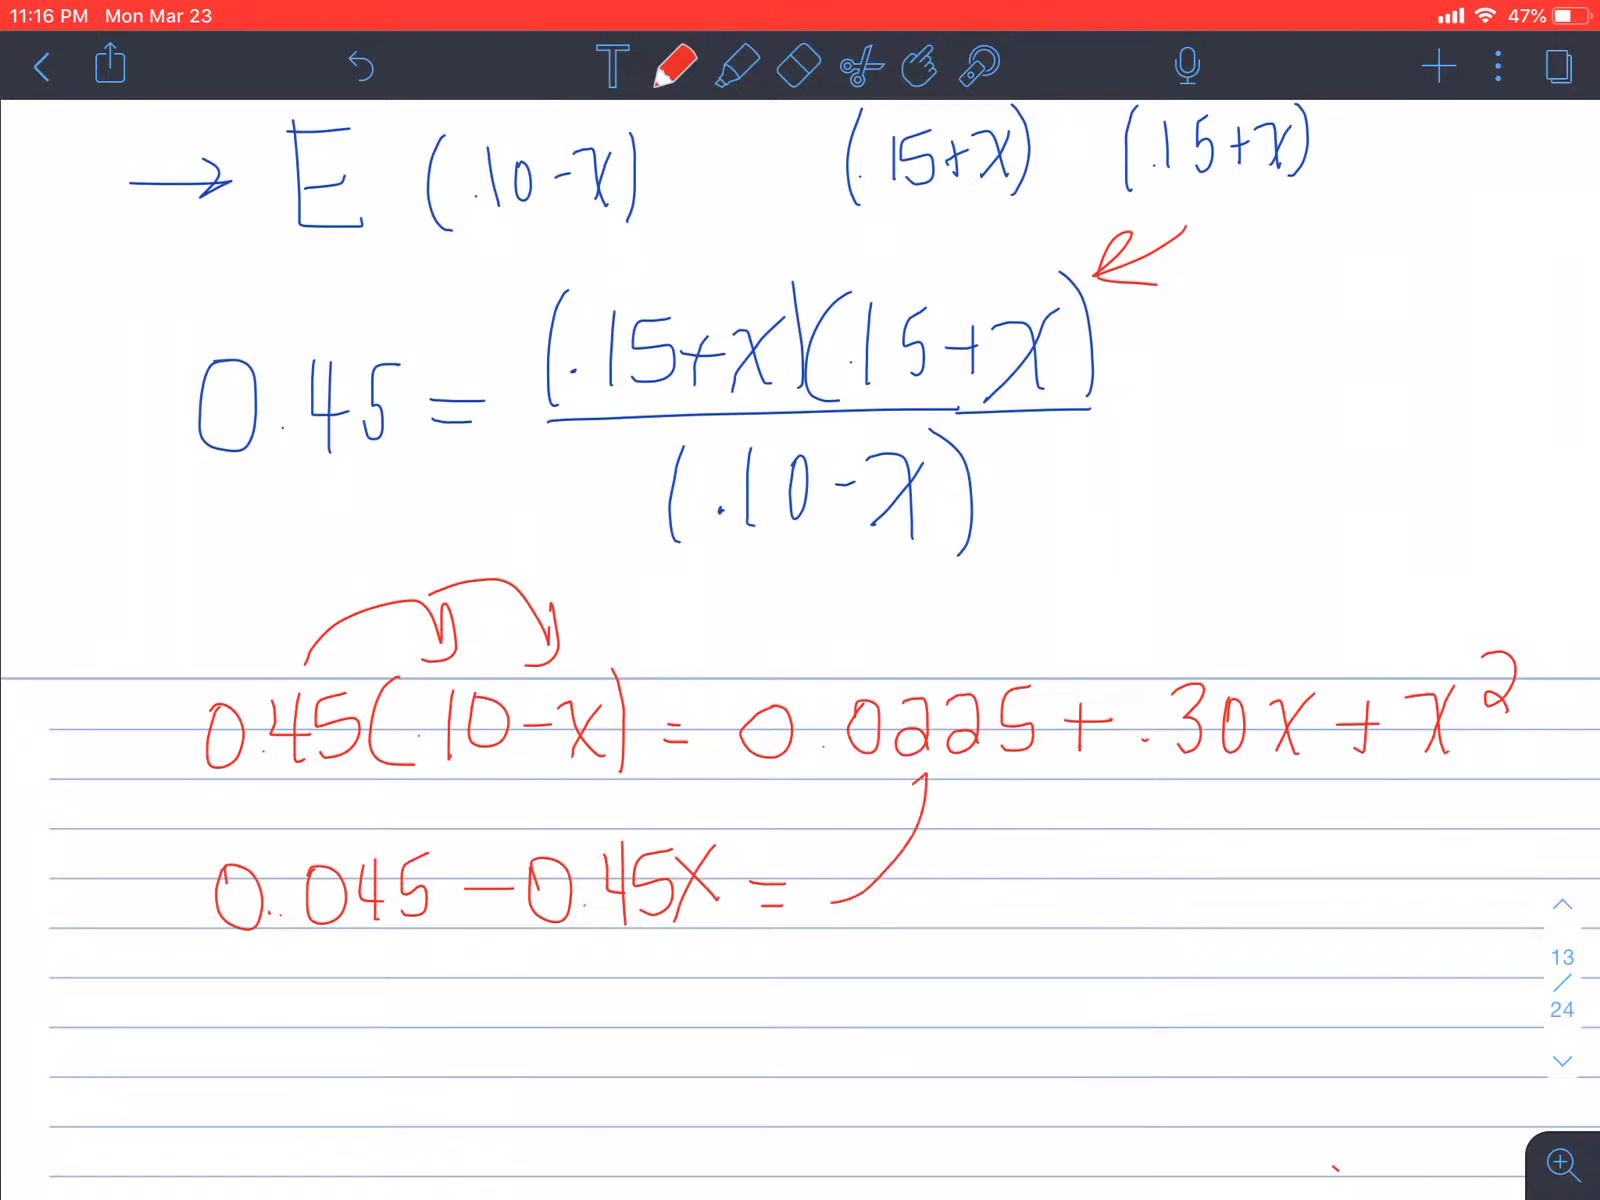 11:16 PM Mon Mar 23 47%
T
→ E (.10-x) (.15+x) (.15+x)
0.45 = (.15+x)(.15+x)
(.10-x)
0.45(.10-x) = 0.0225 + .30x + x²
0.045 - 0.45x =
13
/
24